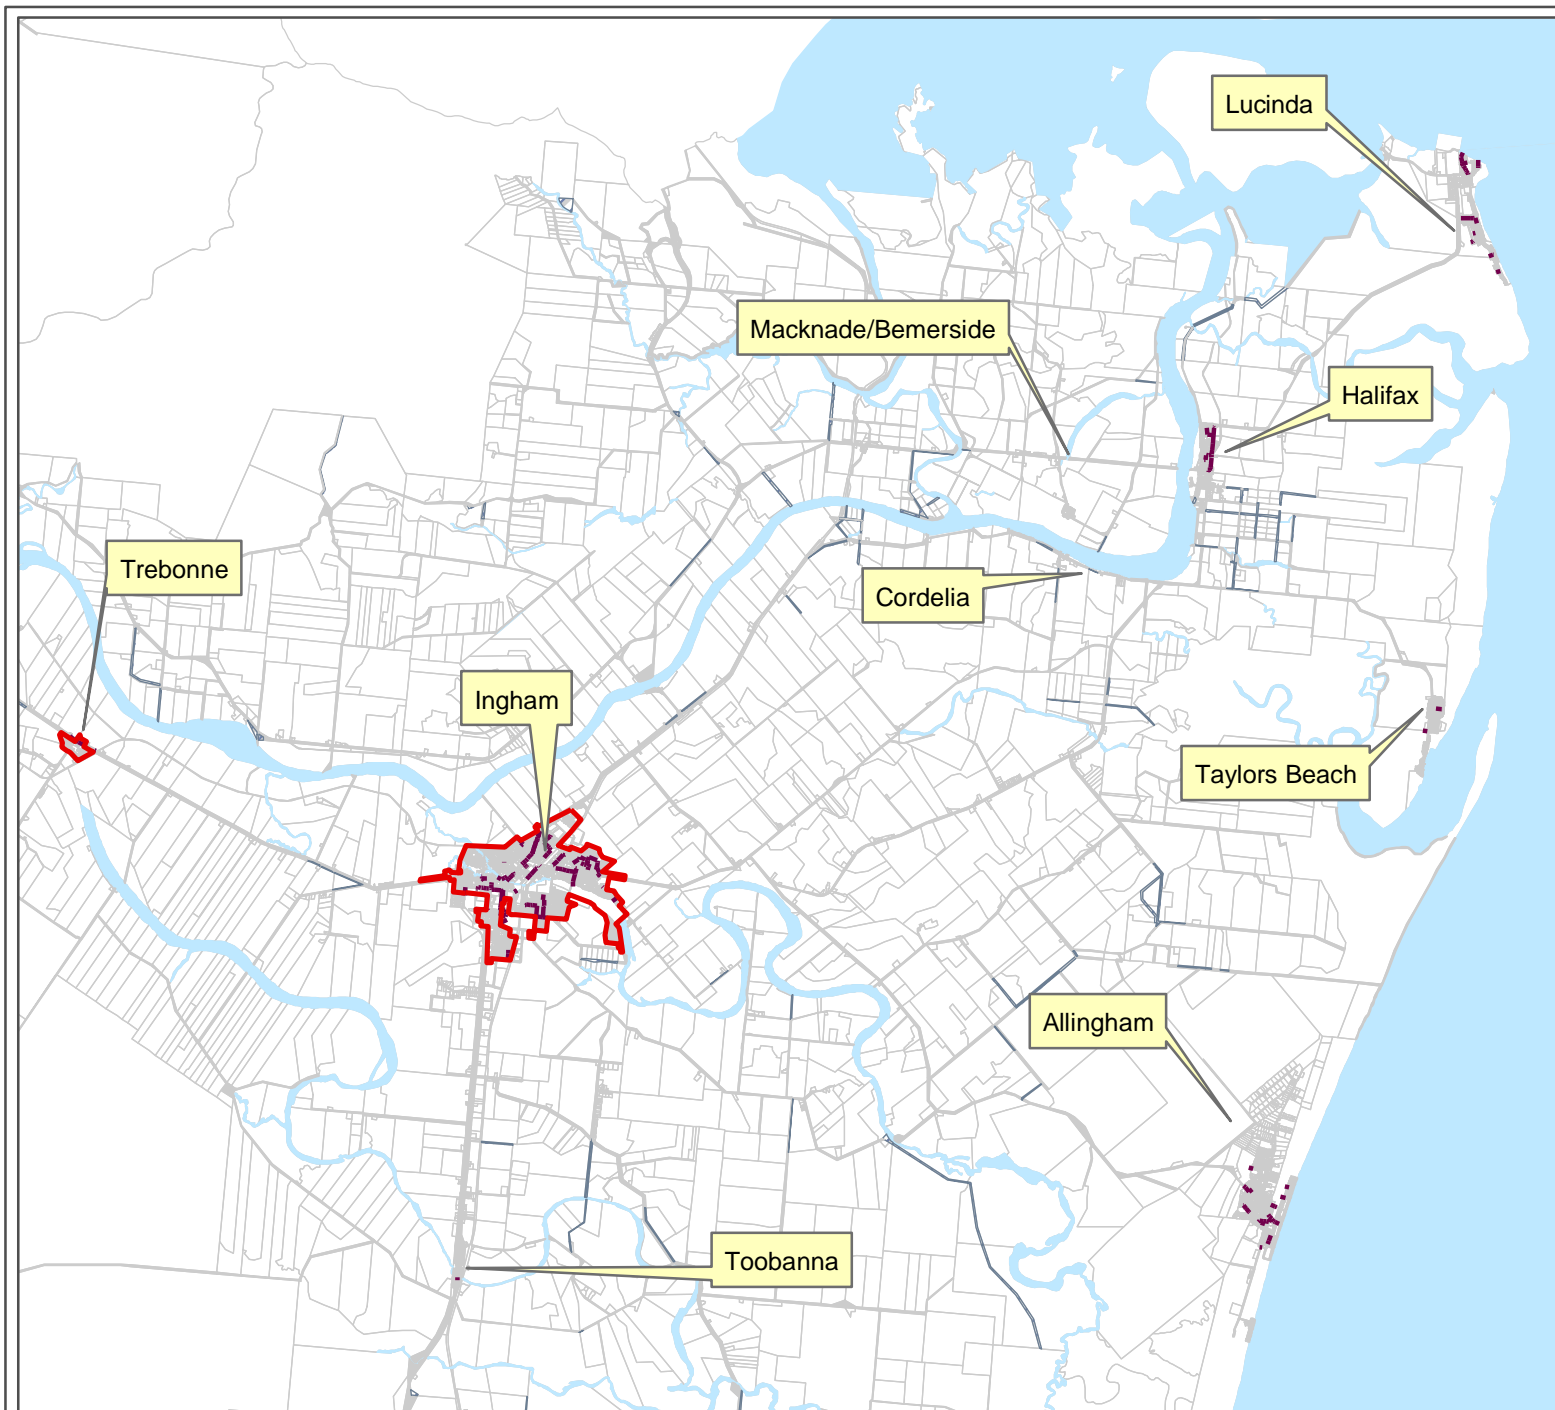 Lucinda
Macknade/Bemerside
Halifax
Trebonne
Cordelia
Ingham
Taylors Beach
Allingham
Toobanna